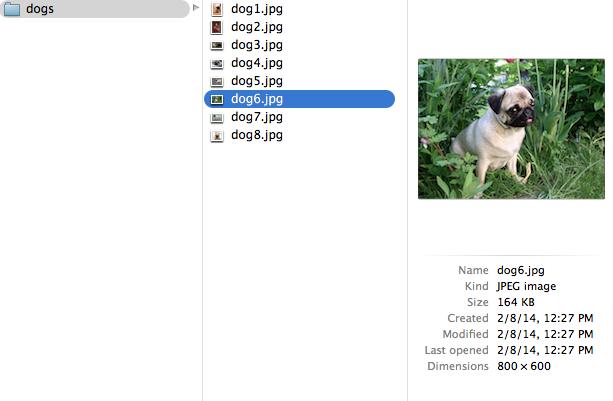 dogs
dog1.jpg
dog2.jpg
dog3.jpg
dog4.jpg
dog5.jpg
dog6.jpg
dog7.jpg
dog8.jpg
Name dog6.jpg
Kind JPEG image
Size 164 KB
Created 2/8/14, 12:27 PM
Modified 2/8/14, 12:27 PM
Last opened 2/8/14, 12:27 PM
Dimensions 800 × 600